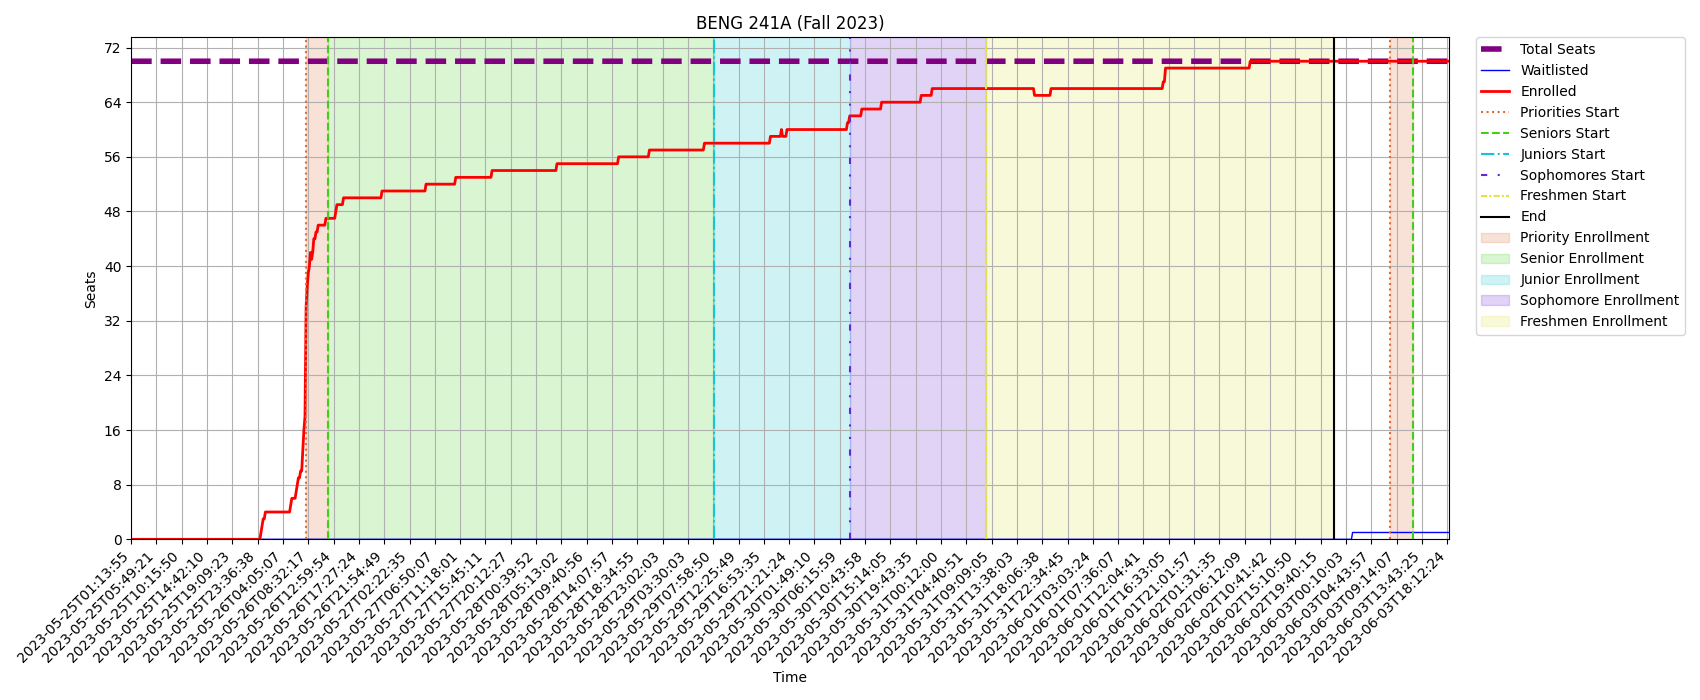 BENG 241A (Fall 2023)
Total Seats
Waitlisted
Enrolled
Priorities Start
Seniors Start
Juniors Start
Sophomores Start
Freshmen Start
End
Priority Enrollment
Senior Enrollment
Junior Enrollment
Sophomore Enrollment
Freshmen Enrollment
Seats
72
64
56
48
40
32
24
16
8
0
2023-05-25T01:13:55
2023-05-25T05:49:21
2023-05-25T10:15:50
2023-05-25T14:42:10
2023-05-25T19:09:23
2023-05-25T23:36:38
2023-05-26T04:05:07
2023-05-26T08:32:17
2023-05-26T12:59:54
2023-05-26T17:27:24
2023-05-26T21:54:49
2023-05-27T02:22:35
2023-05-27T06:50:07
2023-05-27T11:18:01
2023-05-27T15:45:11
2023-05-27T20:12:27
2023-05-28T00:39:52
2023-05-28T05:13:02
2023-05-28T09:40:56
2023-05-28T14:07:57
2023-05-28T18:34:55
2023-05-28T23:02:03
2023-05-29T03:30:03
2023-05-29T07:58:50
2023-05-29T12:25:49
2023-05-29T16:53:35
2023-05-29T21:21:24
2023-05-30T01:49:10
2023-05-30T06:15:59
2023-05-30T10:43:58
2023-05-30T15:14:05
2023-05-30T19:43:35
2023-05-31T00:12:00
2023-05-31T04:40:51
2023-05-31T09:09:05
2023-05-31T13:38:03
2023-05-31T18:06:38
2023-05-31T22:34:45
2023-06-01T03:03:24
2023-06-01T07:36:07
2023-06-01T12:04:41
2023-06-01T16:33:05
2023-06-01T21:01:57
2023-06-02T01:31:35
2023-06-02T06:12:09
2023-06-02T10:41:42
2023-06-02T15:10:50
2023-06-02T19:40:15
2023-06-03T00:10:03
2023-06-03T04:43:57
2023-06-03T09:14:07
2023-06-03T13:43:25
2023-06-03T18:12:24
Time